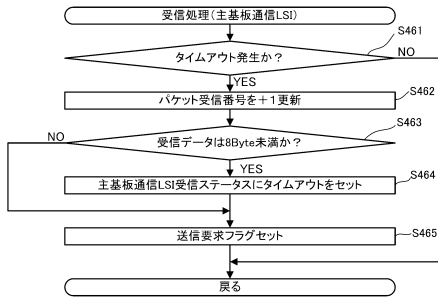 受信処理(主基板通信LSI)
S461
タイムアウト発生か?
NO
YES
S462
パケット受信番号を+1更新
S463
NO
受信データは8Byte未満か?
YES
S464
主基板通信LSI受信ステータスにタイムアウトをセット
S465
送信要求フラグセット
戻る